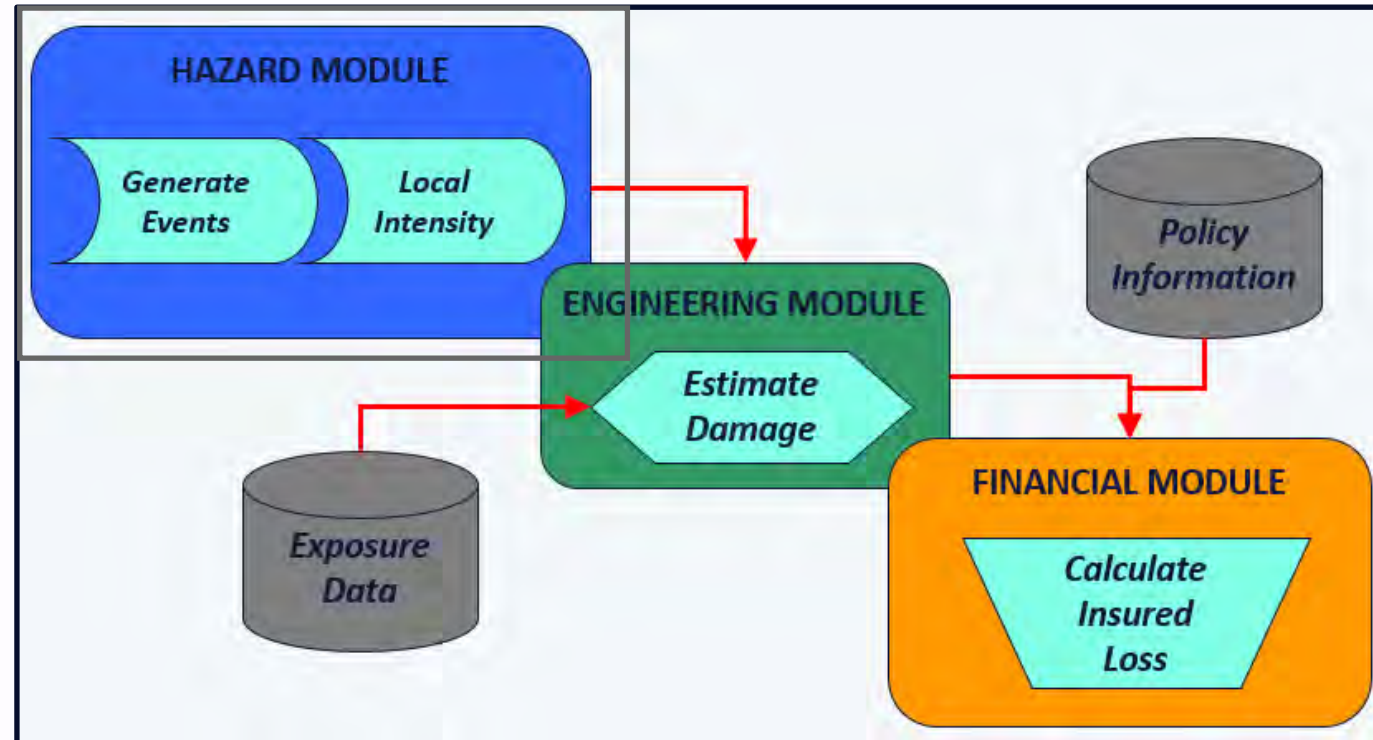 HAZARD MODULE
Generate
Events
Local
Intensity
Policy
Information
ENGINEERING MODULE
Estimate
Damage
Exposure
Data
FINANCIAL MODULE
Calculate
Insured
Loss